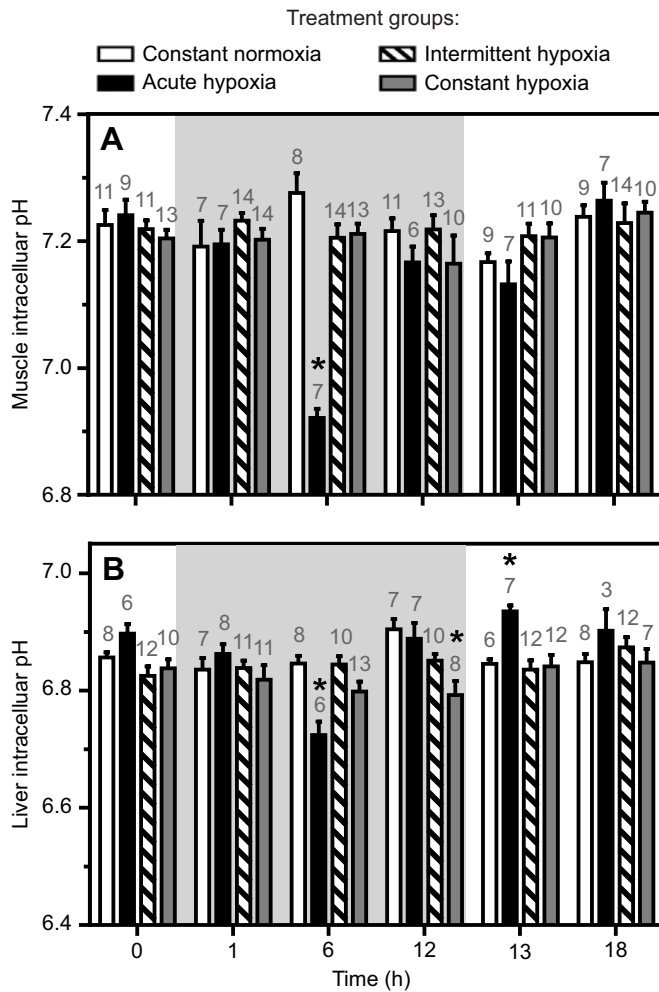 Treatment groups:
Constant normoxia Intermittent hypoxia
Acute hypoxia Constant hypoxia
7.4
A
8
11 9 11 13
7 7 14 14
14 13
11 6 13 10
9 7 11 10
9 7 14 10
7.2
*
7
7.0
6.8
Muscle intracelluar pH
7.0
B
8 6 12 10
7 8 11 11
8 10 13
*
6
7 7 10
*
8
*
7
6 12 12
8 3 12 7
6.8
6.6
6.4
Liver intracelluar pH
0 1 6 12 13 18
Time (h)